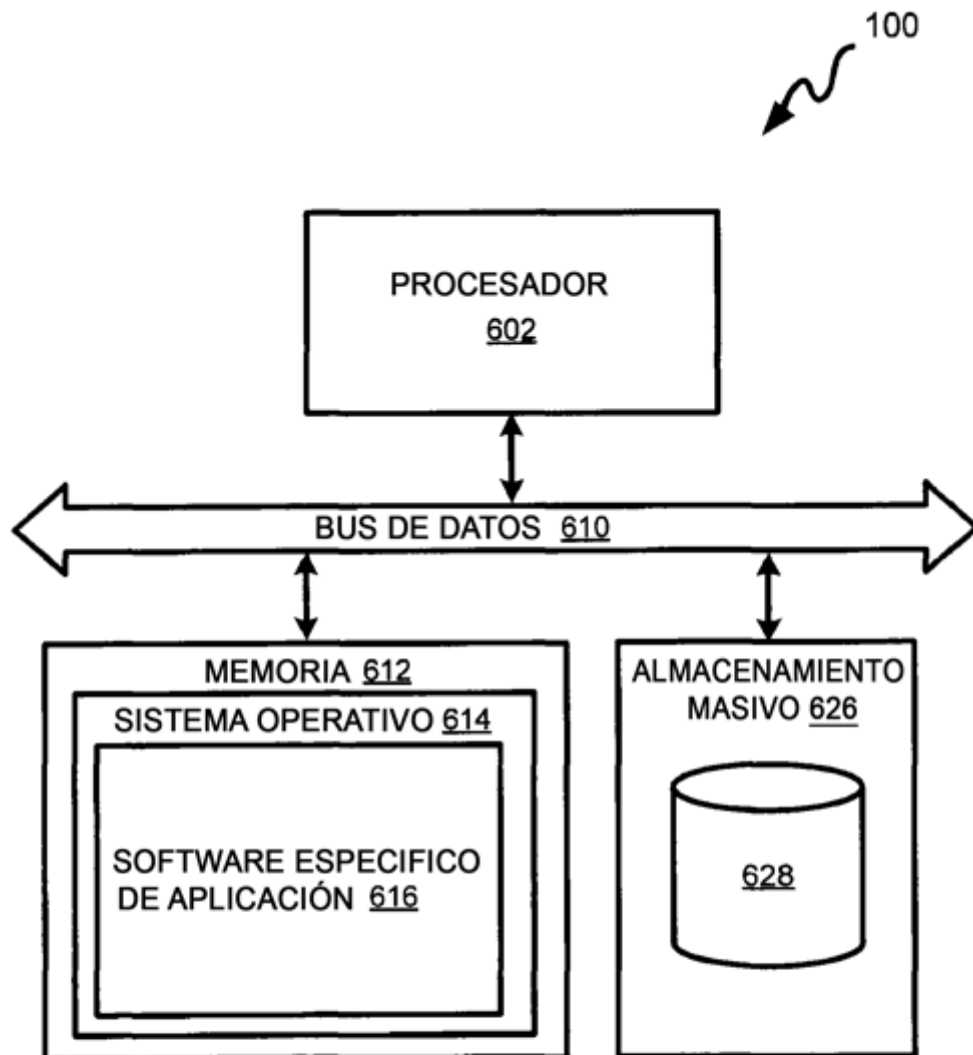 100
PROCESADOR
602
BUS DE DATOS 610
MEMORIA 612
SISTEMA OPERATIVO 614
SOFTWARE ESPECIFICO
DE APLICACIÓN 616
ALMACENAMIENTO
MASIVO 626
628